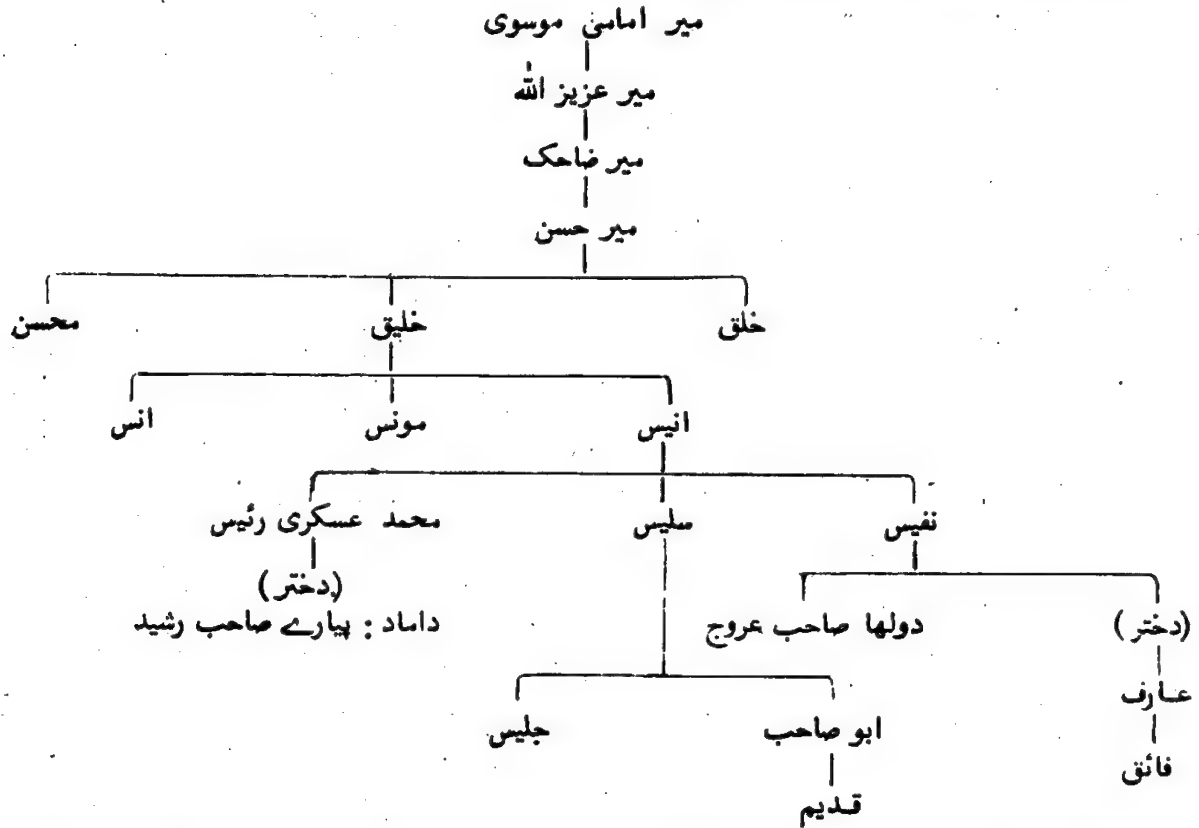 میر امامی موسوی
میر عزیز اللہ
میر ضاحک
میر حسن
خلق خلیق محسن
انیس مونس انس
نفیس سلیس محمد عسکری رئیس
(دختر)
(دختر) دولھا صاحب عروج داماد : پیارے صاحب رشید
عارف
ابو صاحب جلیس
فائق
قدیم